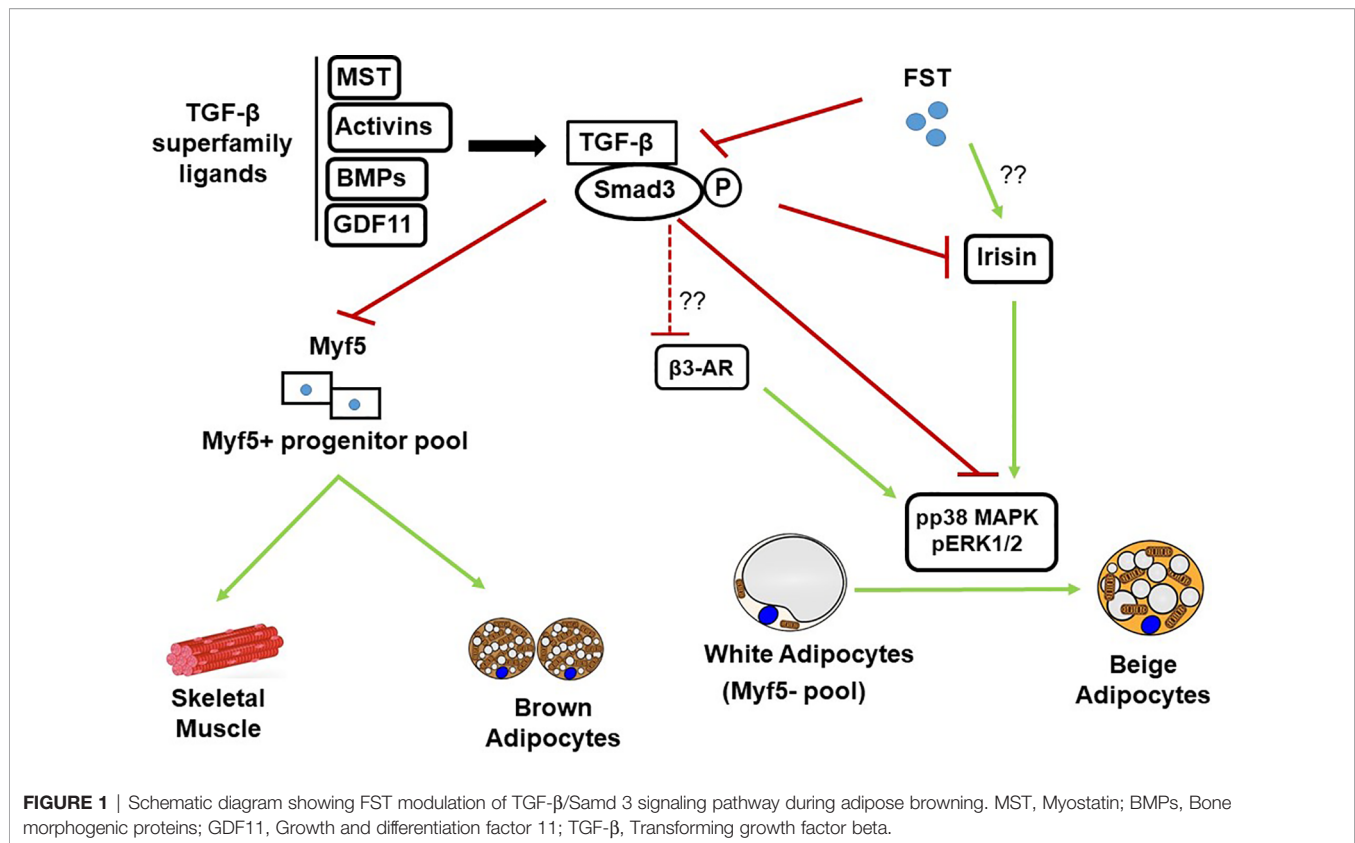 TGF-β
superfamily
ligands
MST
Activins
BMPs
GDF11
TGF-β
Smad3
P
FST
??
Irisin
??
β3-AR
Myf5
Myf5+ progenitor pool
pp38 MAPK
pERK1/2
Skeletal
Muscle
Brown
Adipocytes
White Adipocytes
(Myf5- pool)
Beige
Adipocytes
FIGURE 1 | Schematic diagram showing FST modulation of TGF-β/Samd 3 signaling pathway during adipose browning. MST, Myostatin; BMPs, Bone
morphogenic proteins; GDF11, Growth and differentiation factor 11; TGF-β, Transforming growth factor beta.